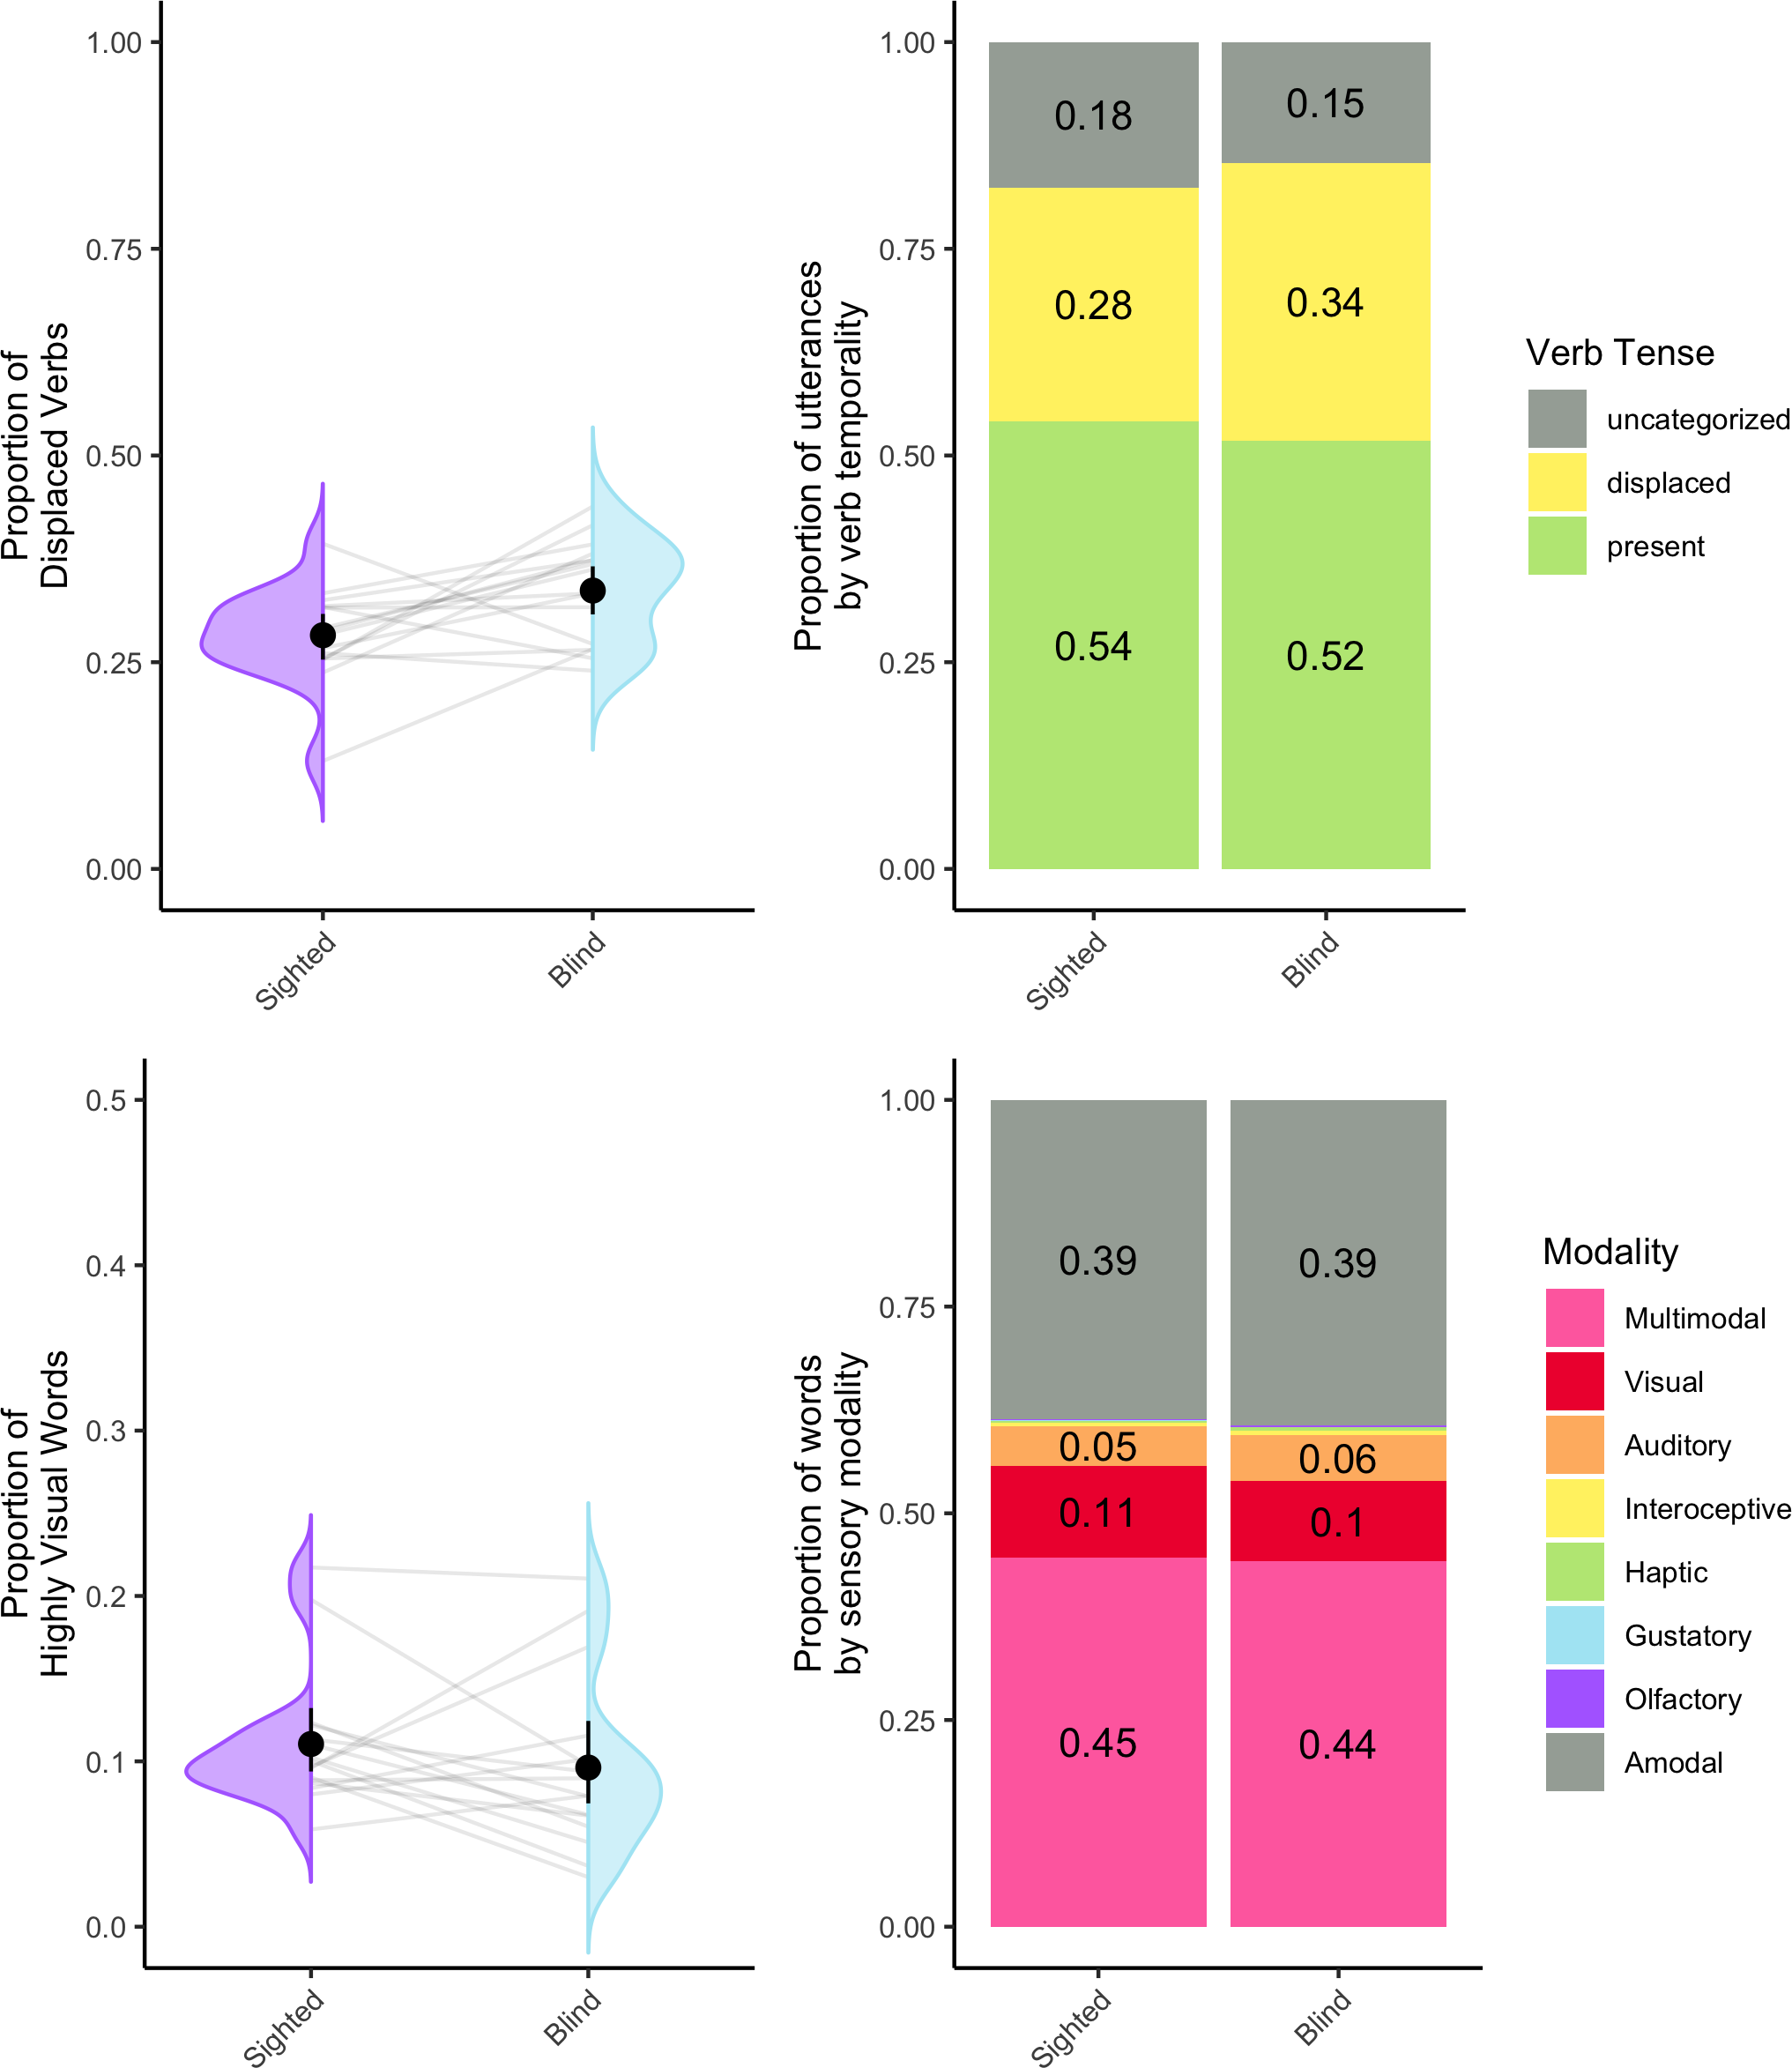 Proportion of
Displaced Verbs
1.00
0.75
0.50
0.25
0.00
Sighted
Blind
Proportion of utterances
by verb temporality
1.00
0.75
0.50
0.25
0.00
0.18
0.15
0.28
0.34
0.54
0.52
Sighted
Blind
Verb Tense
uncategorized
displaced
present
Proportion of
Highly Visual Words
0.5
0.4
0.3
0.2
0.1
0.0
Sighted
Blind
Proportion of words
by sensory modality
1.00
0.75
0.50
0.25
0.00
0.39
0.39
0.05
0.06
0.11
0.1
0.45
0.44
Sighted
Blind
Modality
Multimodal
Visual
Auditory
Interoceptive
Haptic
Gustatory
Olfactory
Amodal